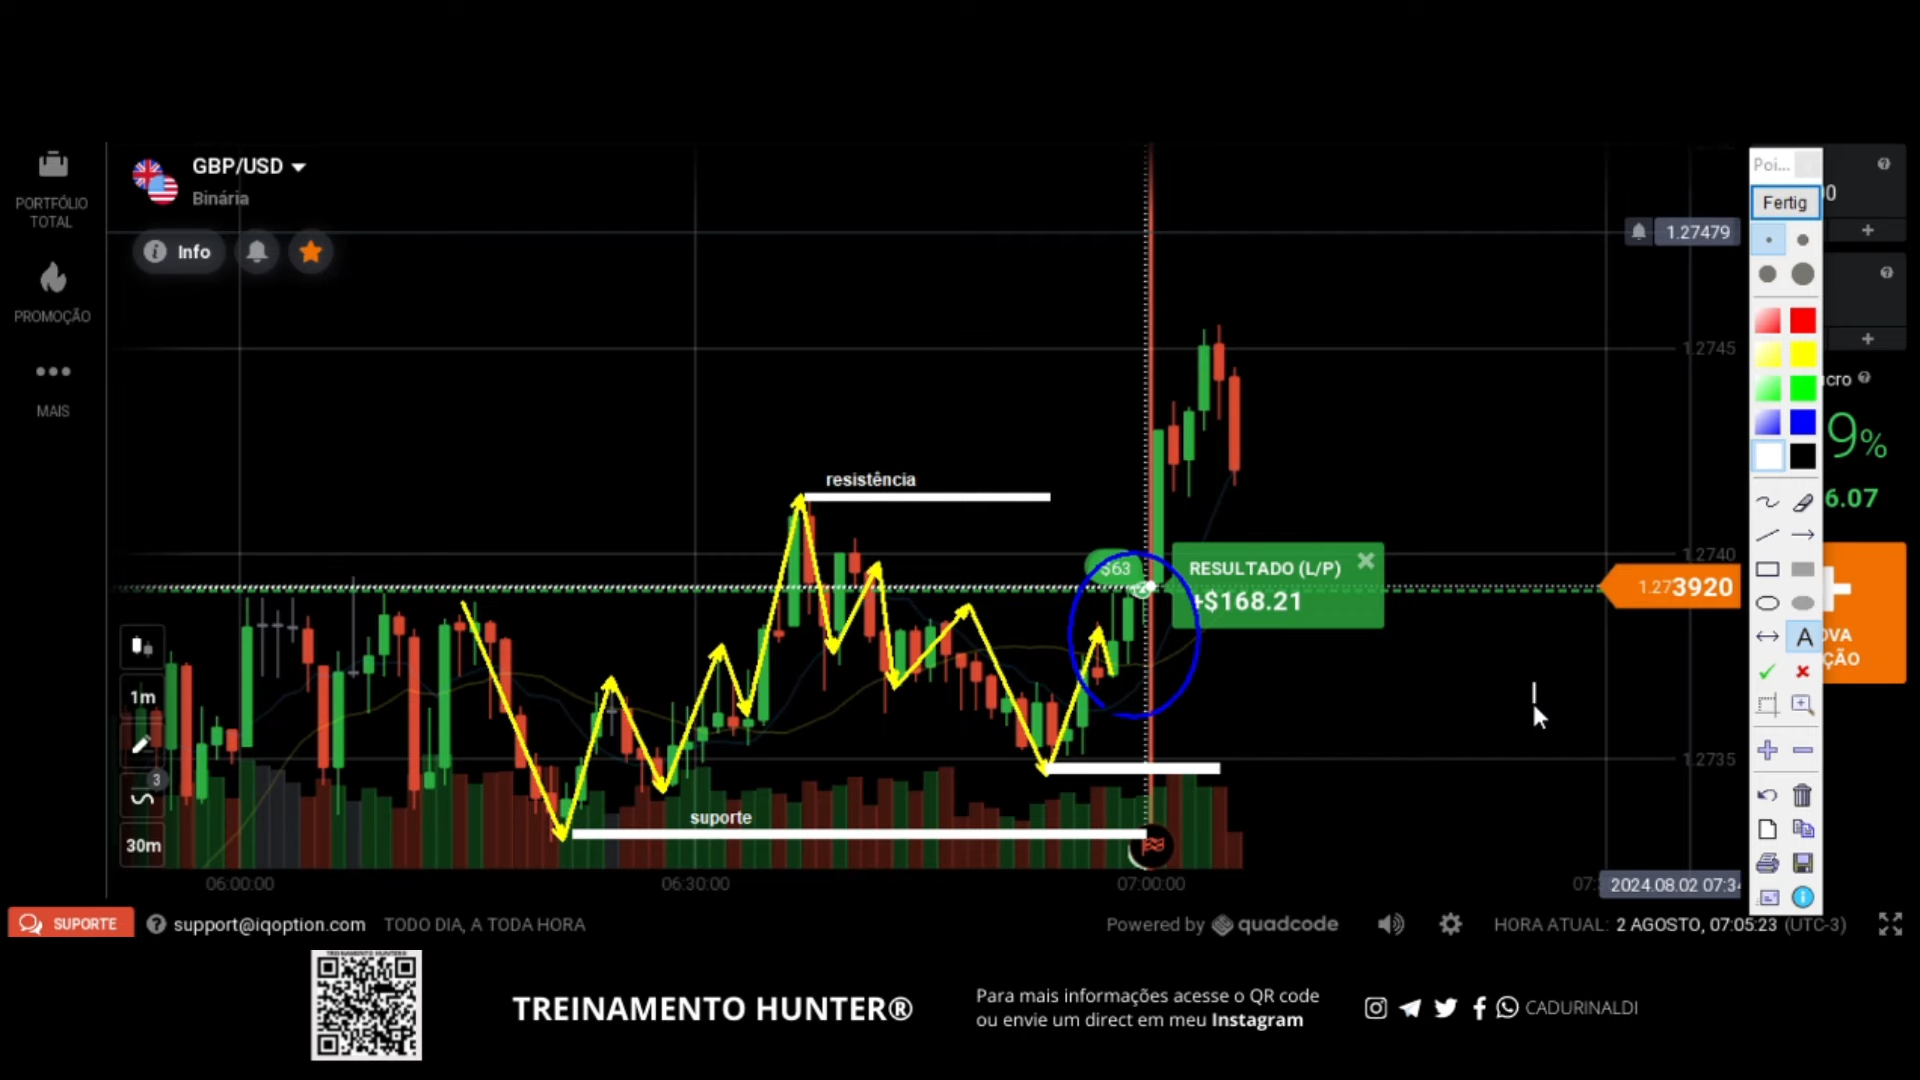 PORTFÓLIO
TOTAL
PROMOÇÃO
MAIS
GBP/USD
Binária
Info
1.27479
Poi...
Fertig
1.2745
9%
6.07
resistência
1.2740
$63
RESULTADO (L/P)
+$168.21
1.273920
A
1m
3
30m
1.2735
suporte
06:00:00
06:30:00
07:00:00
2024.08.02 07:34
SUPORTE
support@iqoption.com
TODO DIA, A TODA HORA
Powered by quadcode
HORA ATUAL: 2 AGOSTO, 07:05:23 (UTC-3)
TREINAMENTO HUNTER®
Para mais informações acesse o QR code
ou envie um direct em meu Instagram
CADURINALDI